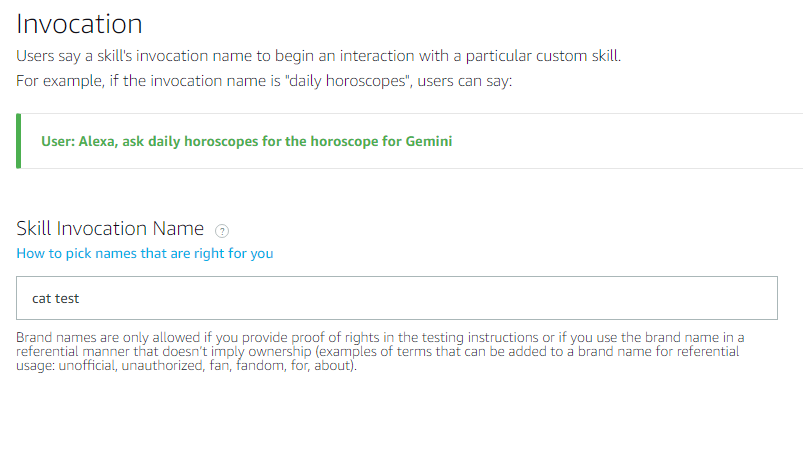 Invocation
Users say a skill's invocation name to begin an interaction with a particular custom skill.
For example, if the invocation name is "daily horoscopes", users can say:
User: Alexa, ask daily horoscopes for the horoscope for Gemini
Skill Invocation Name ?
How to pick names that are right for you
cat test
Brand names are only allowed if you provide proof of rights in the testing instructions or if you use the brand name in a
referential manner that doesn't imply ownership (examples of terms that can be added to a brand name for referential
usage: unofficial, unauthorized, fan, fandom, for, about).